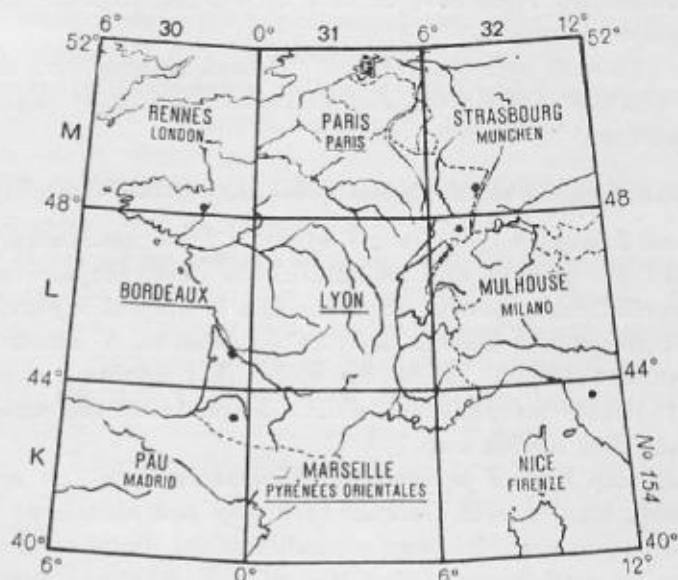 6° 30 0° 31 6° 32 12°
52° 52°
M
RENNES
LONDON
PARIS
PARIS
STRASBOURG
MÜNCHEN
48° 48
L
BORDEAUX
LYON
MULHOUSE
MILANO
44° 44°
K
PAU
MADRID
MARSEILLE
PYRÉNÉES ORIENTALES
NICE
FIRENZE
No 154
40° 40°
6° 0° 6° 12°